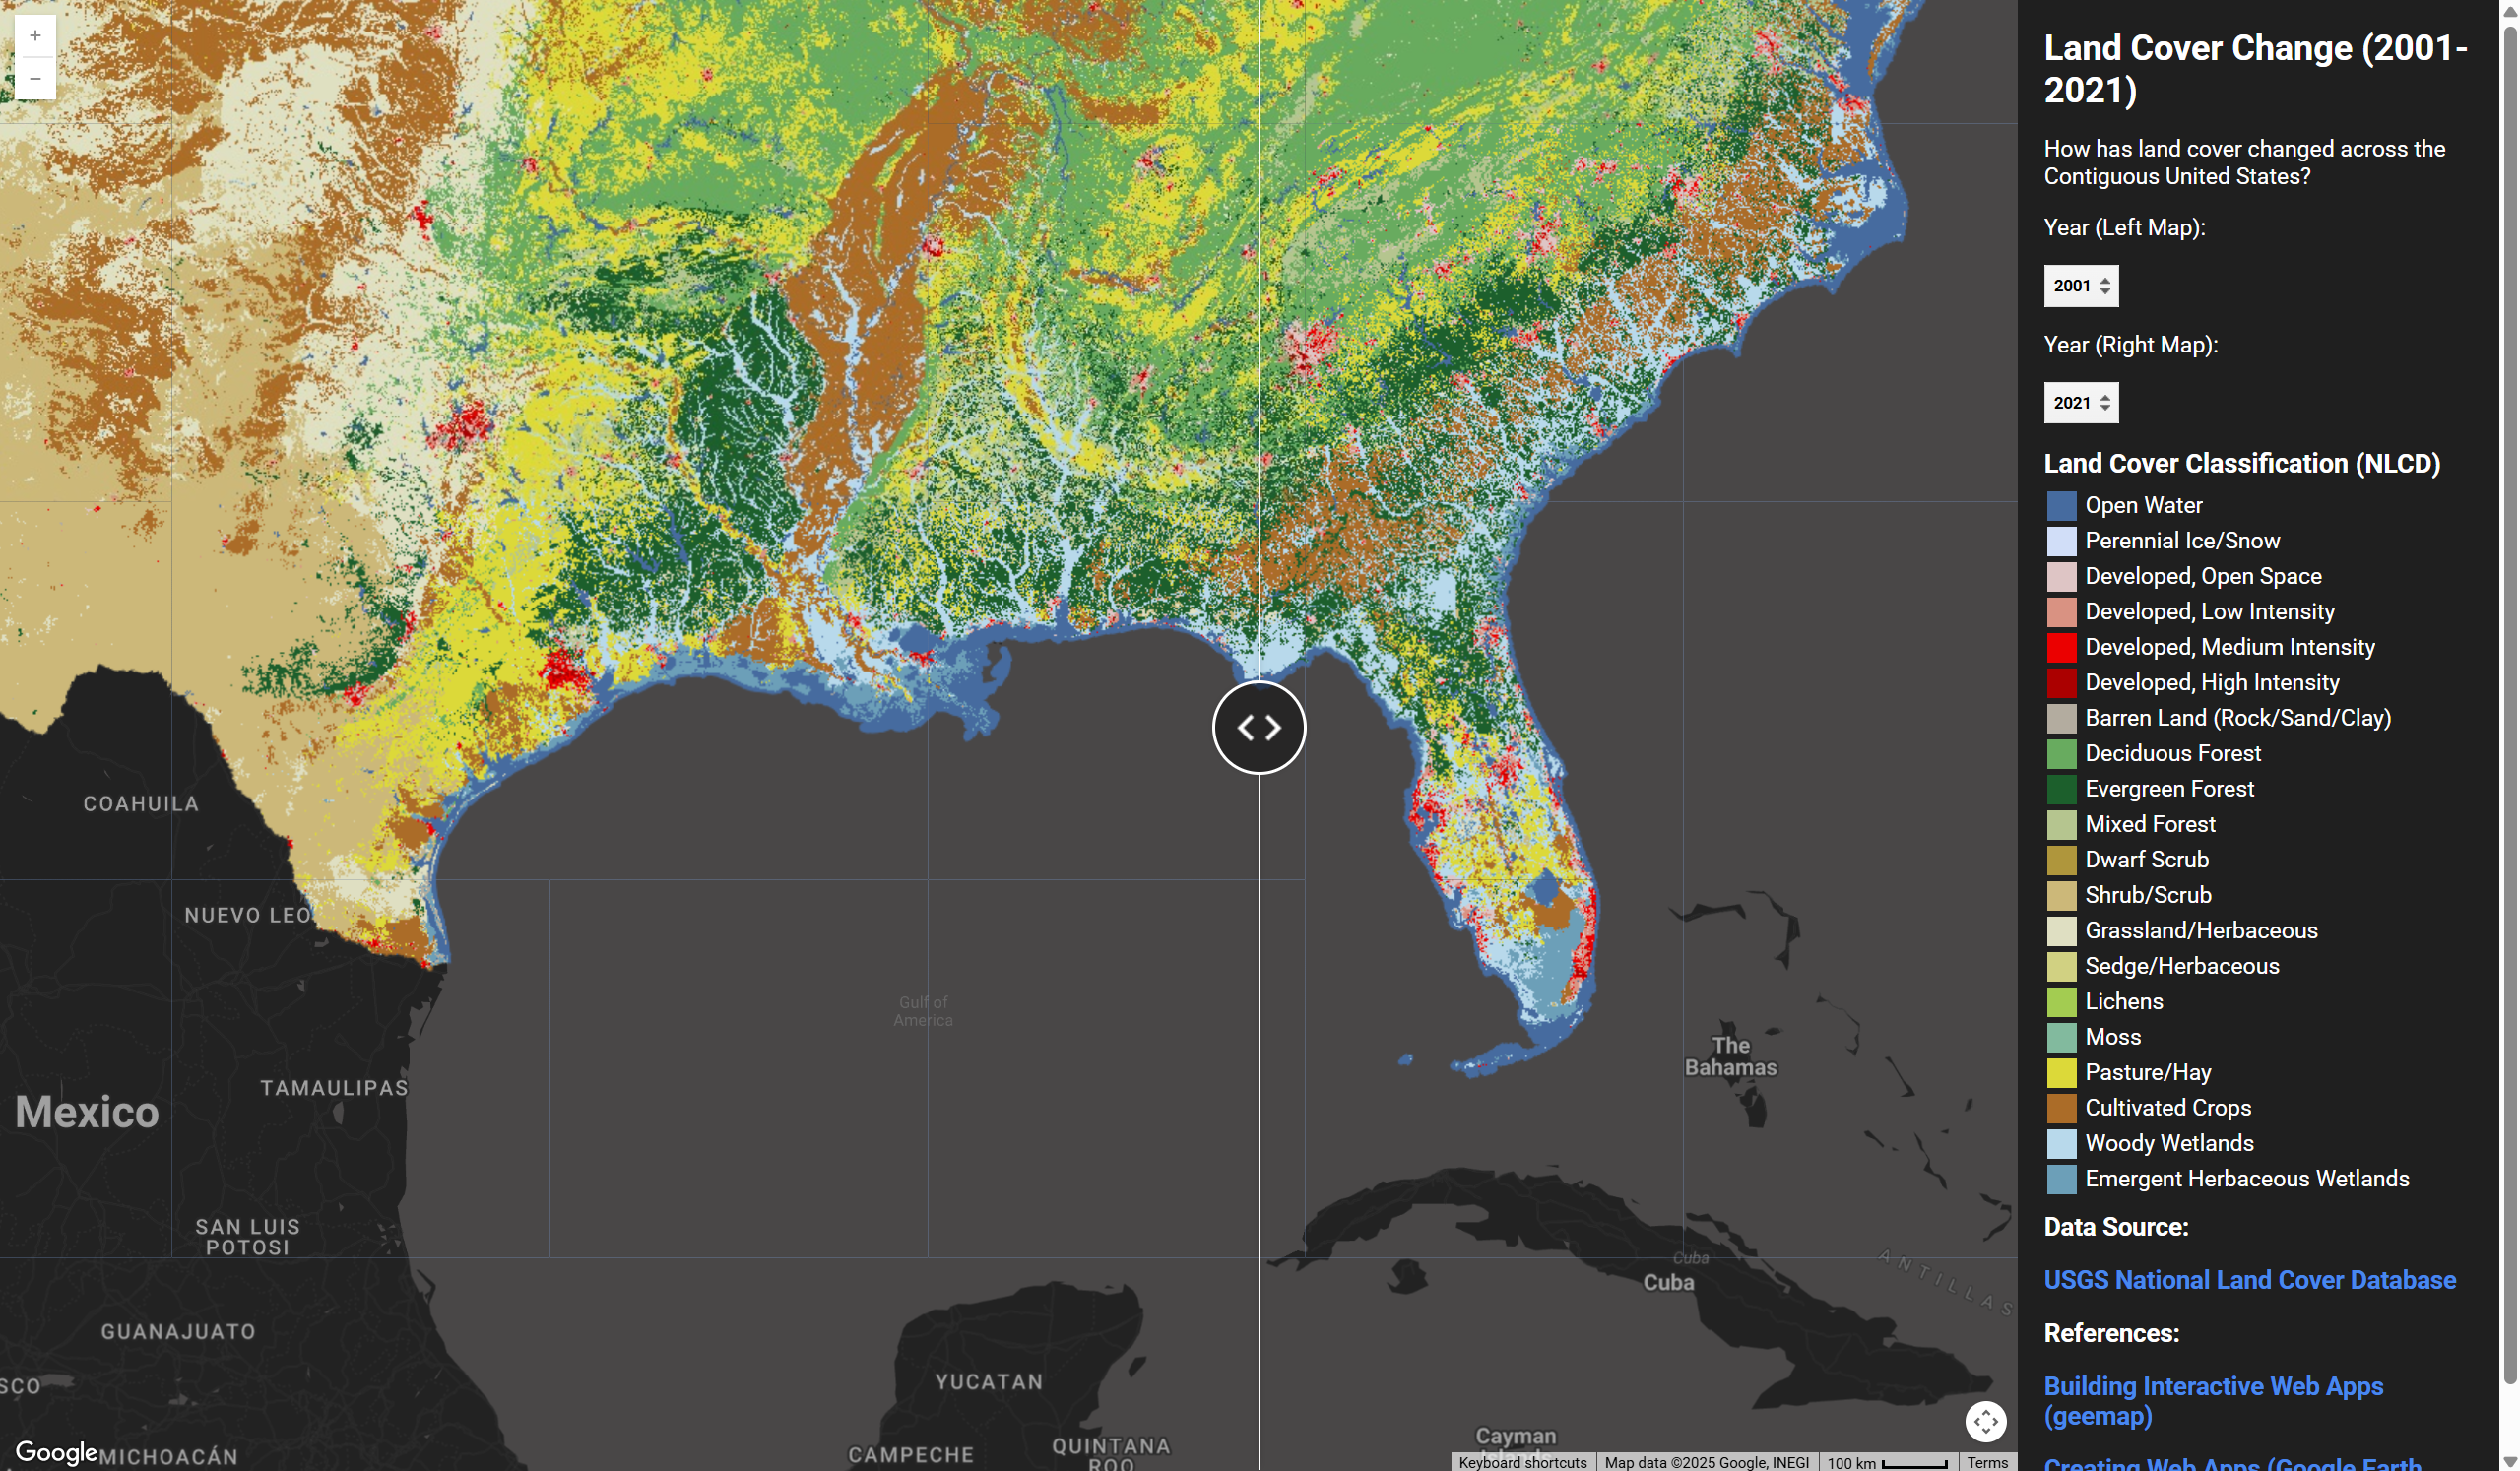 +
−
COAHUILA
NUEVO LEO
TAMAULIPAS
Mexico
SAN LUIS
POTOSI
GUANAJUATO
SCO
Google
MICHOACÁN
Gulf of
America
YUCATAN
CAMPECHE
QUINTANA
ROO
The
Bahamas
Cuba
Cuba
ANTILLAS
Cayman
Islands
Keyboard shortcuts
Map data ©2025 Google, INEGI
100 km
Terms
Land Cover Change (2001-
2021)
How has land cover changed across the
Contiguous United States?
Year (Left Map):
2001
Year (Right Map):
2021
Land Cover Classification (NLCD)
Open Water
Perennial Ice/Snow
Developed, Open Space
Developed, Low Intensity
Developed, Medium Intensity
Developed, High Intensity
Barren Land (Rock/Sand/Clay)
Deciduous Forest
Evergreen Forest
Mixed Forest
Dwarf Scrub
Shrub/Scrub
Grassland/Herbaceous
Sedge/Herbaceous
Lichens
Moss
Pasture/Hay
Cultivated Crops
Woody Wetlands
Emergent Herbaceous Wetlands
Data Source:
USGS National Land Cover Database
References:
Building Interactive Web Apps
(geemap)
Creating Web Apps (Google Earth